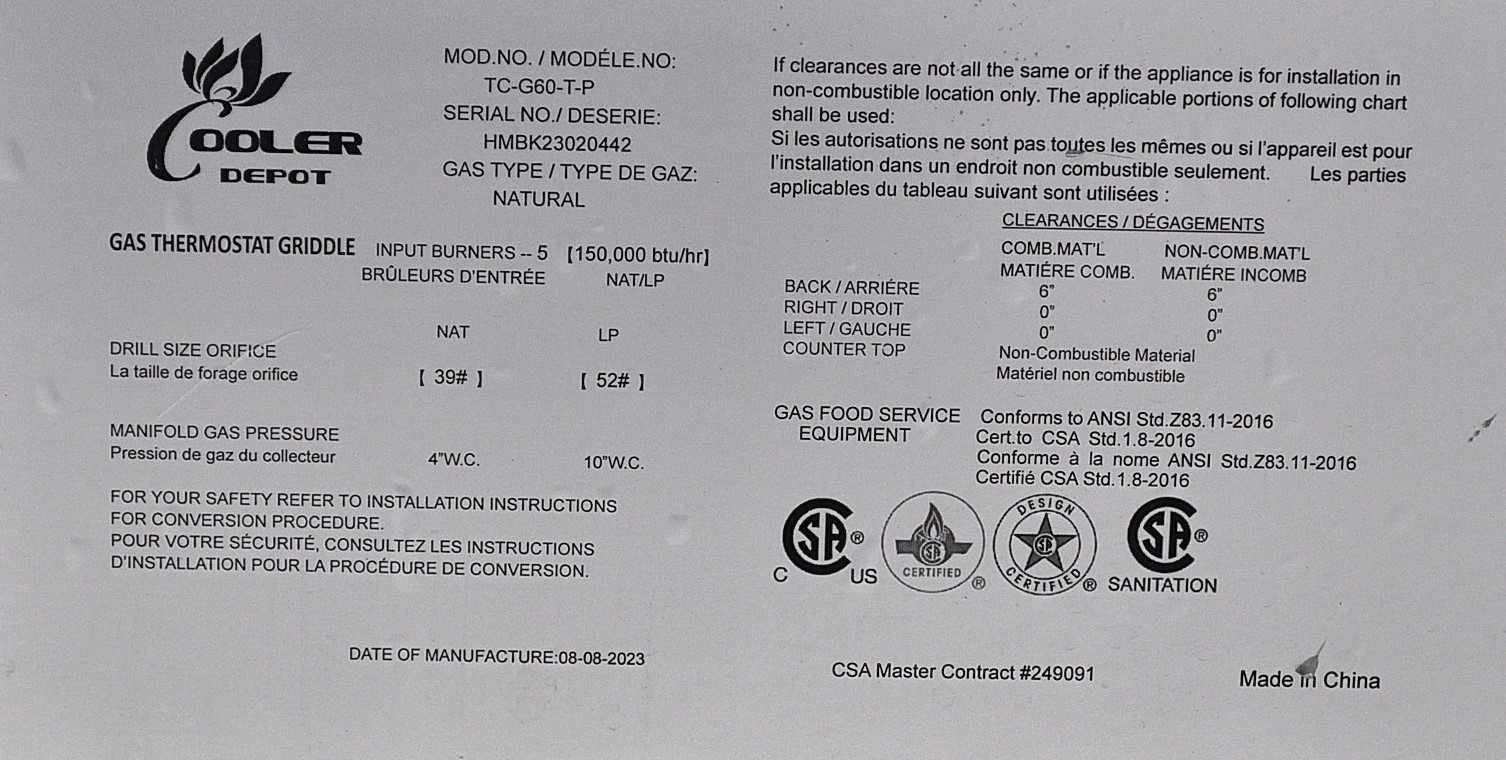 COOLER
DEPOT
MOD.NO. / MODÉLE.NO:
TC-G60-T-P
SERIAL NO./ DESERIE:
HMBK23020442
GAS TYPE / TYPE DE GAZ:
NATURAL
GAS THERMOSTAT GRIDDLE INPUT BURNERS -- 5 【150,000 btu/hr】
BRÛLEURS D'ENTRÉE NAT/LP
NAT LP
DRILL SIZE ORIFICE
La taille de forage orifice 【 39# 】 【 52# 】
MANIFOLD GAS PRESSURE
Pression de gaz du collecteur 4"W.C. 10"W.C.
FOR YOUR SAFETY REFER TO INSTALLATION INSTRUCTIONS
FOR CONVERSION PROCEDURE.
POUR VOTRE SÉCURITÉ, CONSULTEZ LES INSTRUCTIONS
D'INSTALLATION POUR LA PROCÉDURE DE CONVERSION.
DATE OF MANUFACTURE:08-08-2023
If clearances are not all the same or if the appliance is for installation in
non-combustible location only. The applicable portions of following chart
shall be used:
Si les autorisations ne sont pas toutes les mêmes ou si l'appareil est pour
l'installation dans un endroit non combustible seulement. Les parties
applicables du tableau suivant sont utilisées :
CLEARANCES / DÉGAGEMENTS
COMB.MAT'L NON-COMB.MAT'L
MATIÉRE COMB. MATIÉRE INCOMB
BACK / ARRIÉRE 6" 6"
RIGHT / DROIT 0" 0"
LEFT / GAUCHE 0" 0"
COUNTER TOP Non-Combustible Material
Matériel non combustible
GAS FOOD SERVICE Conforms to ANSI Std.Z83.11-2016
EQUIPMENT Cert.to CSA Std.1.8-2016
Conforme à la nome ANSI Std.Z83.11-2016
Certifié CSA Std.1.8-2016
SA ® C US
SA CERTIFIED ®
DESIGN SA CERTIFIED ®
SA ® SANITATION
CSA Master Contract #249091
Made in China